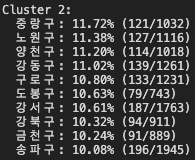 Cluster 2:
중랑구: 11.72% (121/1032)
노원구: 11.38% (127/1116)
양천구: 11.20% (114/1018)
강동구: 11.02% (139/1261)
구로구: 10.80% (133/1231)
도봉구: 10.63% (79/743)
강서구: 10.61% (187/1763)
강북구: 10.32% (94/911)
금천구: 10.24% (91/889)
송파구: 10.08% (196/1945)